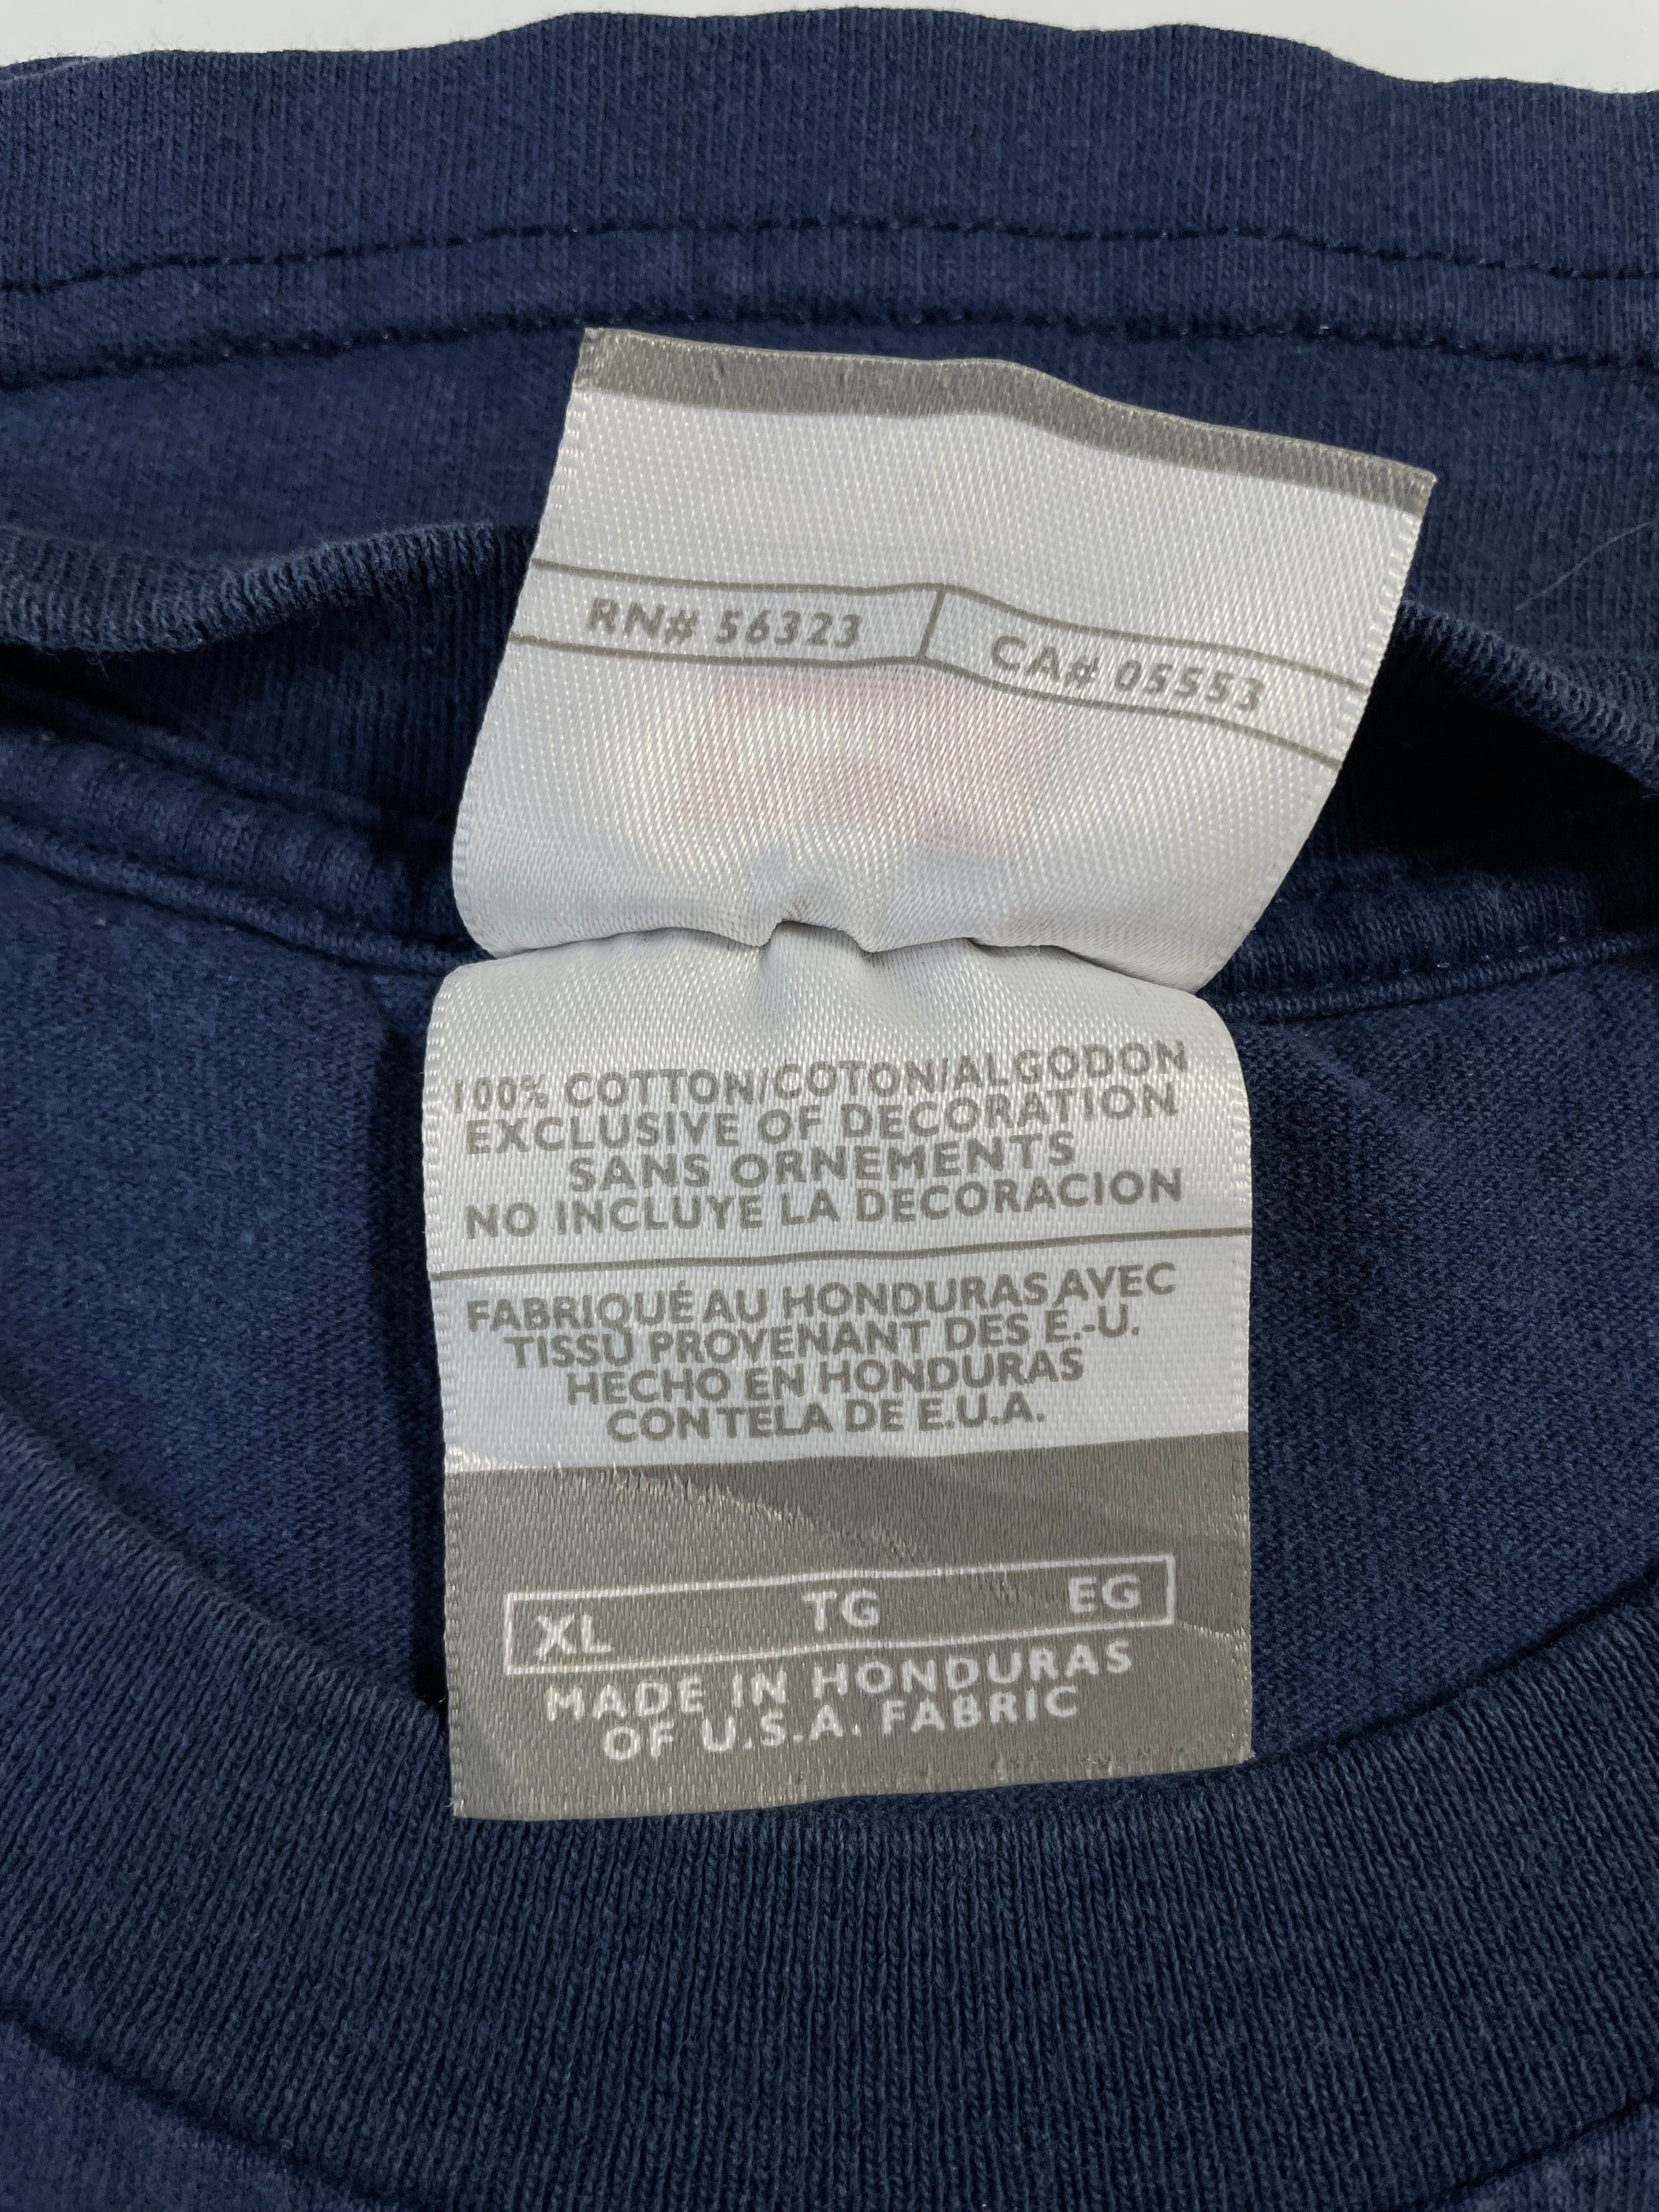 RN# 56323 CA# 05553
100% COTTON/COTON/ALGODON
EXCLUSIVE OF DECORATION
SANS ORNEMENTS
NO INCLUYE LA DECORACION
FABRIQUÉ AU HONDURAS AVEC
TISSU PROVENANT DES É.-U.
HECHO EN HONDURAS
CON TELA DE E.U.A.
XL TG EG
MADE IN HONDURAS
OF U.S.A. FABRIC